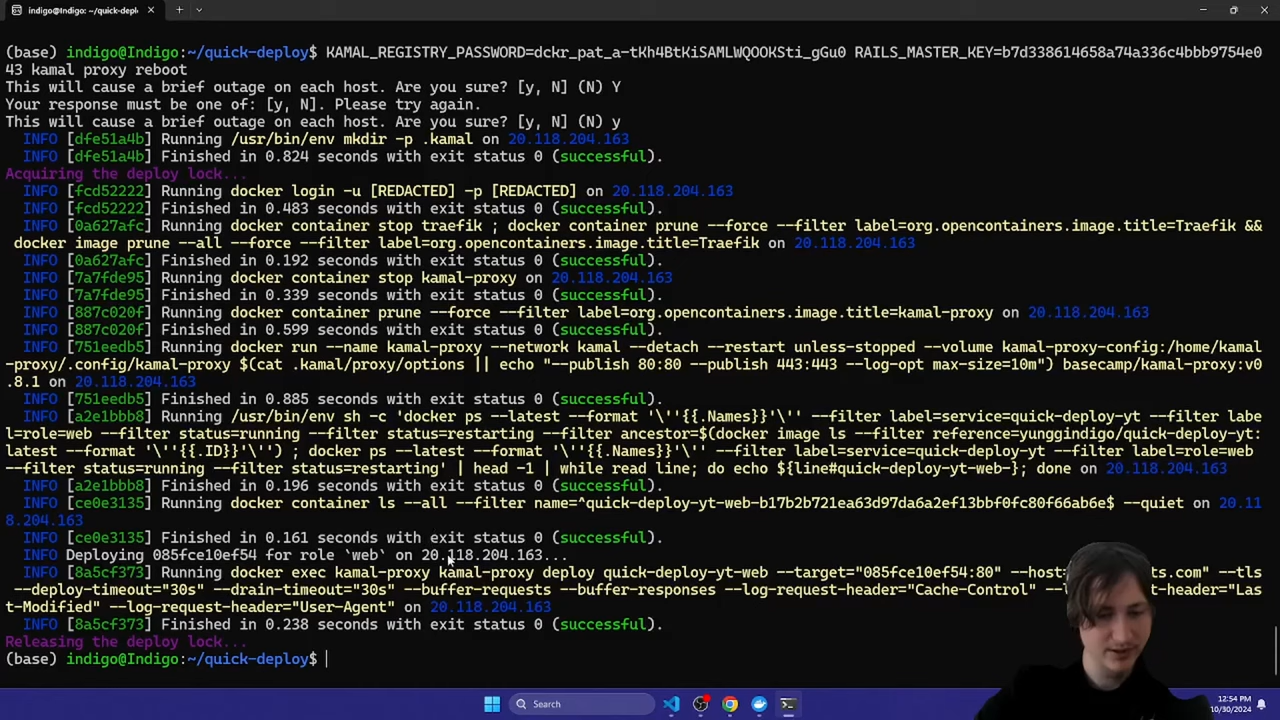 indigo@Indigo: ~/quick-deploy
(base) indigo@Indigo:~/quick-deploy$ KAMAL_REGISTRY_PASSWORD=dckr_pat_a-tKh4BtKiSAMLWQOOKSti_gGu0 RAILS_MASTER_KEY=b7d338614658a74a336c4bbb9754e0
43 kamal proxy reboot
This will cause a brief outage on each host. Are you sure? [y, N] (N) Y
Your response must be one of: [y, N]. Please try again.
This will cause a brief outage on each host. Are you sure? [y, N] (N) y
INFO [dfe51a4b] Running /usr/bin/env mkdir -p .kamal on 20.118.204.163
INFO [dfe51a4b] Finished in 0.824 seconds with exit status 0 (successful).
Acquiring the deploy lock...
INFO [fcd52222] Running docker login -u [REDACTED] -p [REDACTED] on 20.118.204.163
INFO [fcd52222] Finished in 0.483 seconds with exit status 0 (successful).
INFO [0a627afc] Running docker container stop traefik ; docker container prune --force --filter label=org.opencontainers.image.title=Traefik &&
docker image prune --all --force --filter label=org.opencontainers.image.title=Traefik on 20.118.204.163
INFO [0a627afc] Finished in 0.192 seconds with exit status 0 (successful).
INFO [7a7fde95] Running docker container stop kamal-proxy on 20.118.204.163
INFO [7a7fde95] Finished in 0.339 seconds with exit status 0 (successful).
INFO [887c020f] Running docker container prune --force --filter label=org.opencontainers.image.title=kamal-proxy on 20.118.204.163
INFO [887c020f] Finished in 0.599 seconds with exit status 0 (successful).
INFO [751eedb5] Running docker run --name kamal-proxy --network kamal --detach --restart unless-stopped --volume kamal-proxy-config:/home/kamal
-proxy/.config/kamal-proxy $(cat .kamal/proxy/options || echo "--publish 80:80 --publish 443:443 --log-opt max-size=10m") basecamp/kamal-proxy:v0
.8.1 on 20.118.204.163
INFO [751eedb5] Finished in 0.885 seconds with exit status 0 (successful).
INFO [a2e1bbb8] Running /usr/bin/env sh -c 'docker ps --latest --format '\''{{.Names}}'\'' --filter label=service=quick-deploy-yt --filter labe
l=role=web --filter status=running --filter status=restarting --filter ancestor=$(docker image ls --filter reference=yunggindigo/quick-deploy-yt:
latest --format '\''{{.ID}}'\'') ; docker ps --latest --format '\''{{.Names}}'\'' --filter label=service=quick-deploy-yt --filter label=role=web
--filter status=running --filter status=restarting' | head -1 | while read line; do echo ${line#quick-deploy-yt-web-}; done on 20.118.204.163
INFO [a2e1bbb8] Finished in 0.196 seconds with exit status 0 (successful).
INFO [ce0e3135] Running docker container ls --all --filter name=^quick-deploy-yt-web-b17b2b721ea63d97da6a2ef13bbf0fc80f66ab6e$ --quiet on 20.11
8.204.163
INFO [ce0e3135] Finished in 0.161 seconds with exit status 0 (successful).
INFO Deploying 085fce10ef54 for role `web` on 20.118.204.163...
INFO [8a5cf373] Running docker exec kamal-proxy kamal-proxy deploy quick-deploy-yt-web --target="085fce10ef54:80" --host= ts.com" --tls
--deploy-timeout="30s" --drain-timeout="30s" --buffer-requests --buffer-responses --log-request-header="Cache-Control" --log t-header="Las
t-Modified" --log-request-header="User-Agent" on 20.118.204.163
INFO [8a5cf373] Finished in 0.238 seconds with exit status 0 (successful).
Releasing the deploy lock...
(base) indigo@Indigo:~/quick-deploy$
Search
12:54 PM
10/30/2024